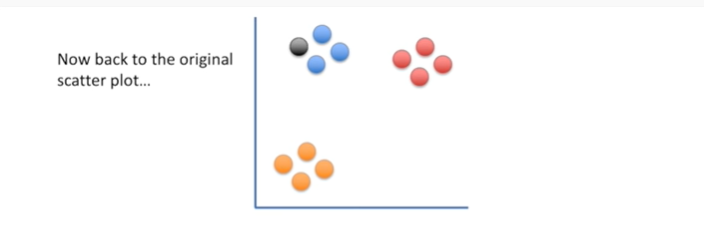 Now back to the original
scatter plot...